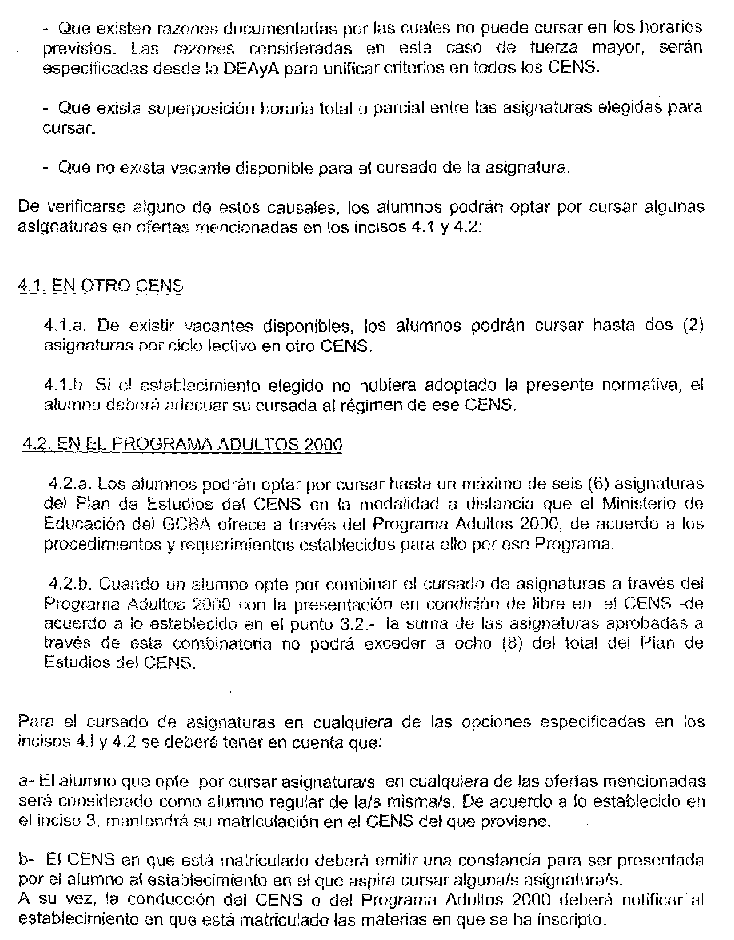 - Que existen razones documentadas por las cuales no puede cursar en los horarios
previstos. Las razones consideradas en este caso de fuerza mayor, serán
especificadas desde la DEAyA para unificar criterios en todos los CENS.
- Que exista superposición horaria total o parcial entre las asignaturas elegidas para
cursar.
- Que no exista vacante disponible para el cursado de la asignatura.
De verificarse alguno de estos causales, los alumnos podrán optar por cursar algunas
asignaturas en ofertas mencionadas en los incisos 4.1 y 4.2:
4.1. EN OTRO CENS
4.1.a. De existir vacantes disponibles, los alumnos podrán cursar hasta dos (2)
asignaturas por ciclo lectivo en otro CENS.
4.1.b Si el establecimiento elegido no hubiera adoptado la presente normativa, el
alumno deberá adecuar su cursada al régimen de ese CENS.
4.2. EN EL PROGRAMA ADULTOS 2000
4.2.a. Los alumnos podrán optar por cursar hasta un máximo de seis (6) asignaturas
del Plan de Estudios del CENS en la modalidad a distancia que el Ministerio de
Educación del GCBA ofrece a través del Programa Adultos 2000, de acuerdo a los
procedimientos y requerimientos establecidos para ello por ese Programa.
4.2.b. Cuando un alumno opte por combinar el cursado de asignaturas a través del
Programa Adultos 2000 con la presentación en condición de libre en el CENS -de
acuerdo a lo establecido en el punto 3.2.- la suma de las asignaturas aprobadas a
través de esta combinatoria no podrá exceder a ocho (8) del total del Plan de
Estudios del CENS.
Para el cursado de asignaturas en cualquiera de las opciones especificadas en los
incisos 4.1 y 4.2 se deberá tener en cuenta que:
a- El alumno que opte por cursar asignatura/s en cualquiera de las ofertas mencionadas
será considerado como alumno regular de la/s misma/s. De acuerdo a lo establecido en
el inciso 3, mantendrá su matriculación en el CENS del que proviene.
b- El CENS en que está matriculado deberá emitir una constancia para ser presentada
por el alumno al establecimiento en el que aspira cursar alguna/s asignatura/s.
A su vez, la conducción del CENS o del Programa Adultos 2000 deberá notificar al
establecimiento en que está matriculado las materias en que se ha inscripto.